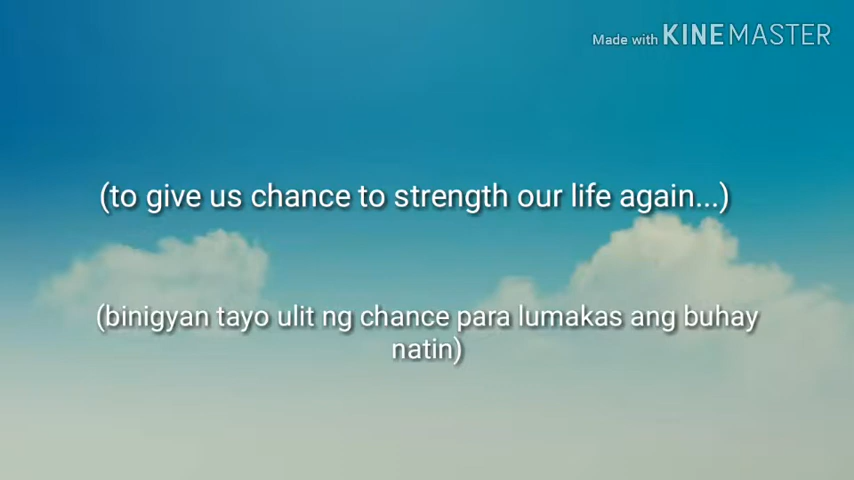 Made with KINEMASTER
(to give us chance to strength our life again...)
(binigyan tayo ulit ng chance para lumakas ang buhay
natin)